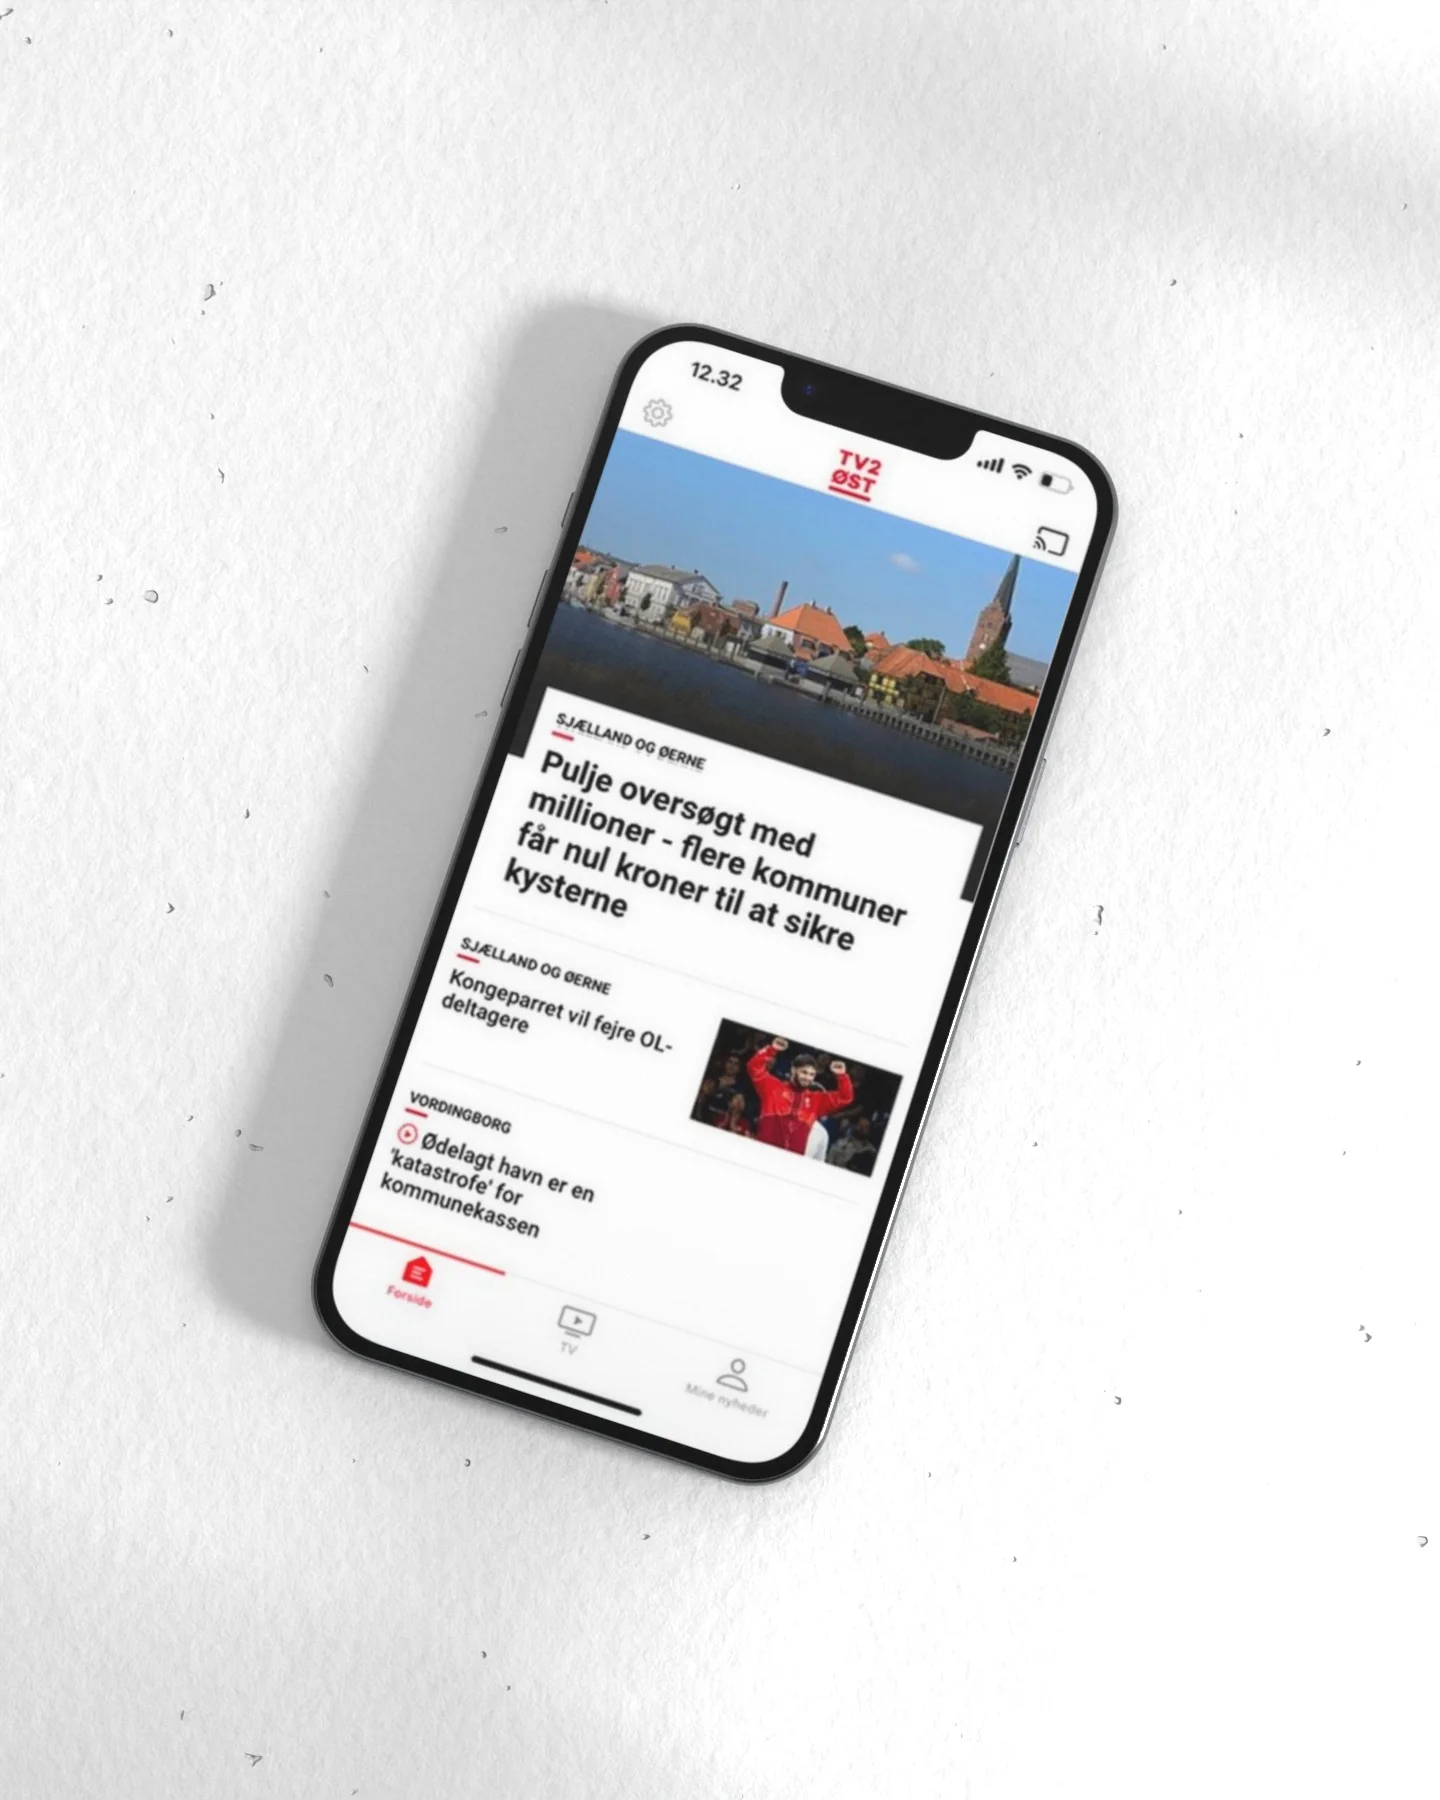 12.32
TV2
ØST
SJÆLLAND OG ØERNE
Pulje oversøgt med
millioner - flere kommuner
får nul kroner til at sikre
kysterne
SJÆLLAND OG ØERNE
Kongeparret vil fejre OL-
deltagere
VORDINGBORG
Ødelagt havn er en
'katastrofe' for
kommunekassen
Forside
TV
Mine nyheder